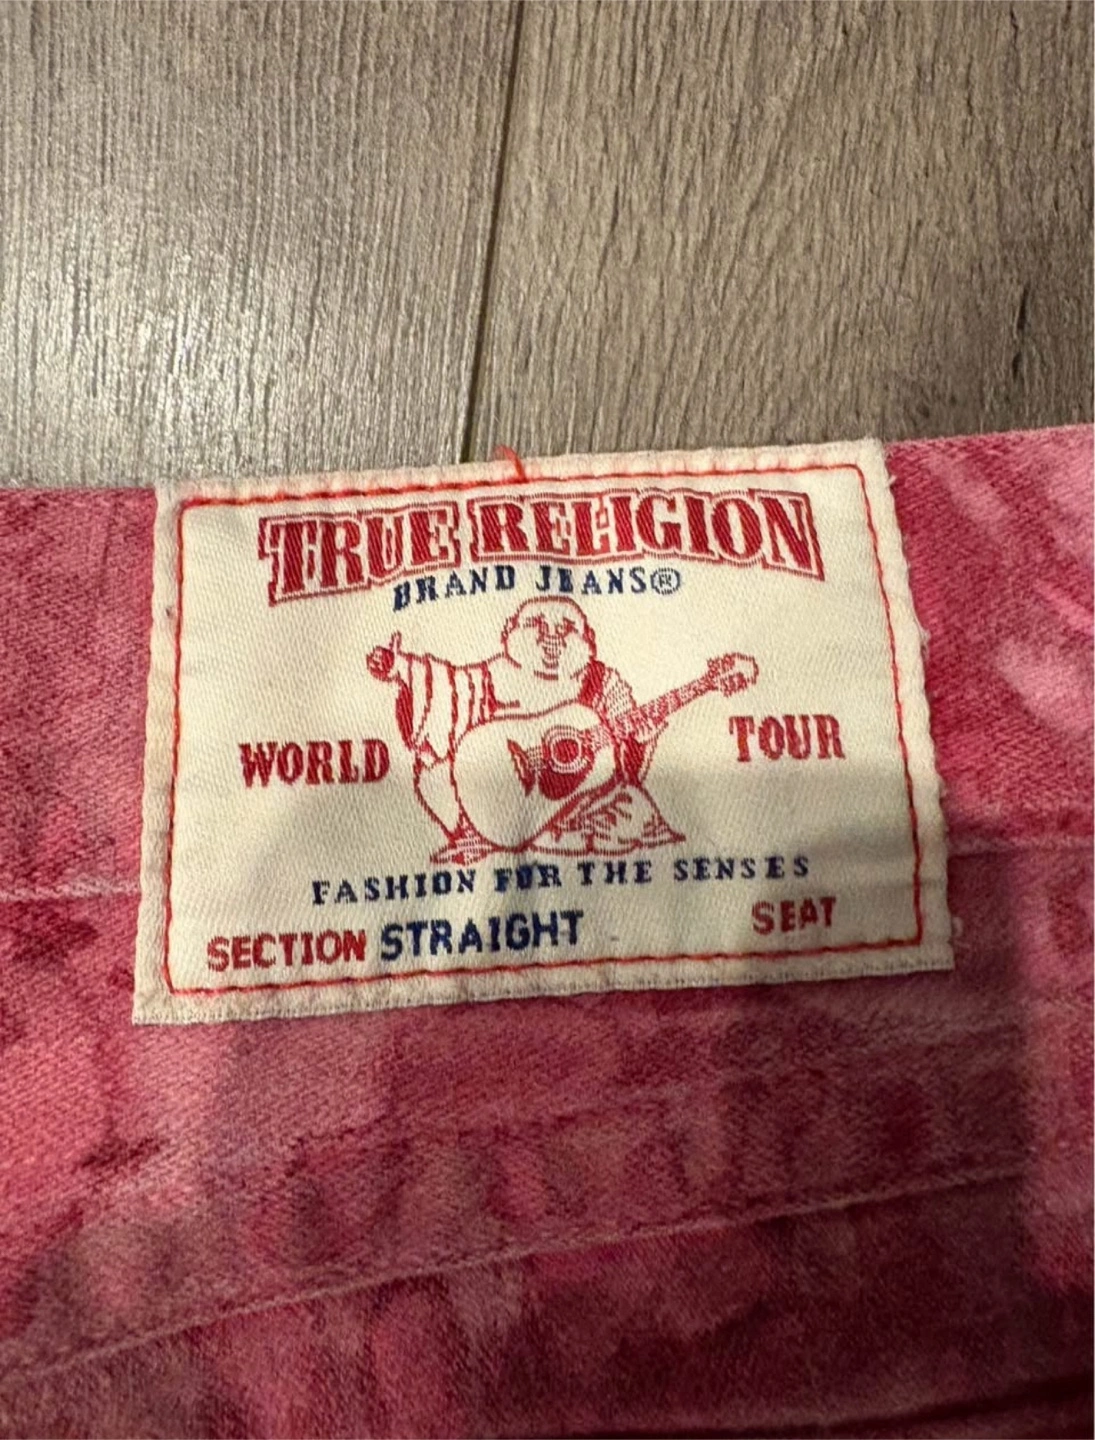 TRUE RELIGION
BRAND JEANS®
WORLD TOUR
FASHION FOR THE SENSES
SECTION STRAIGHT SEAT